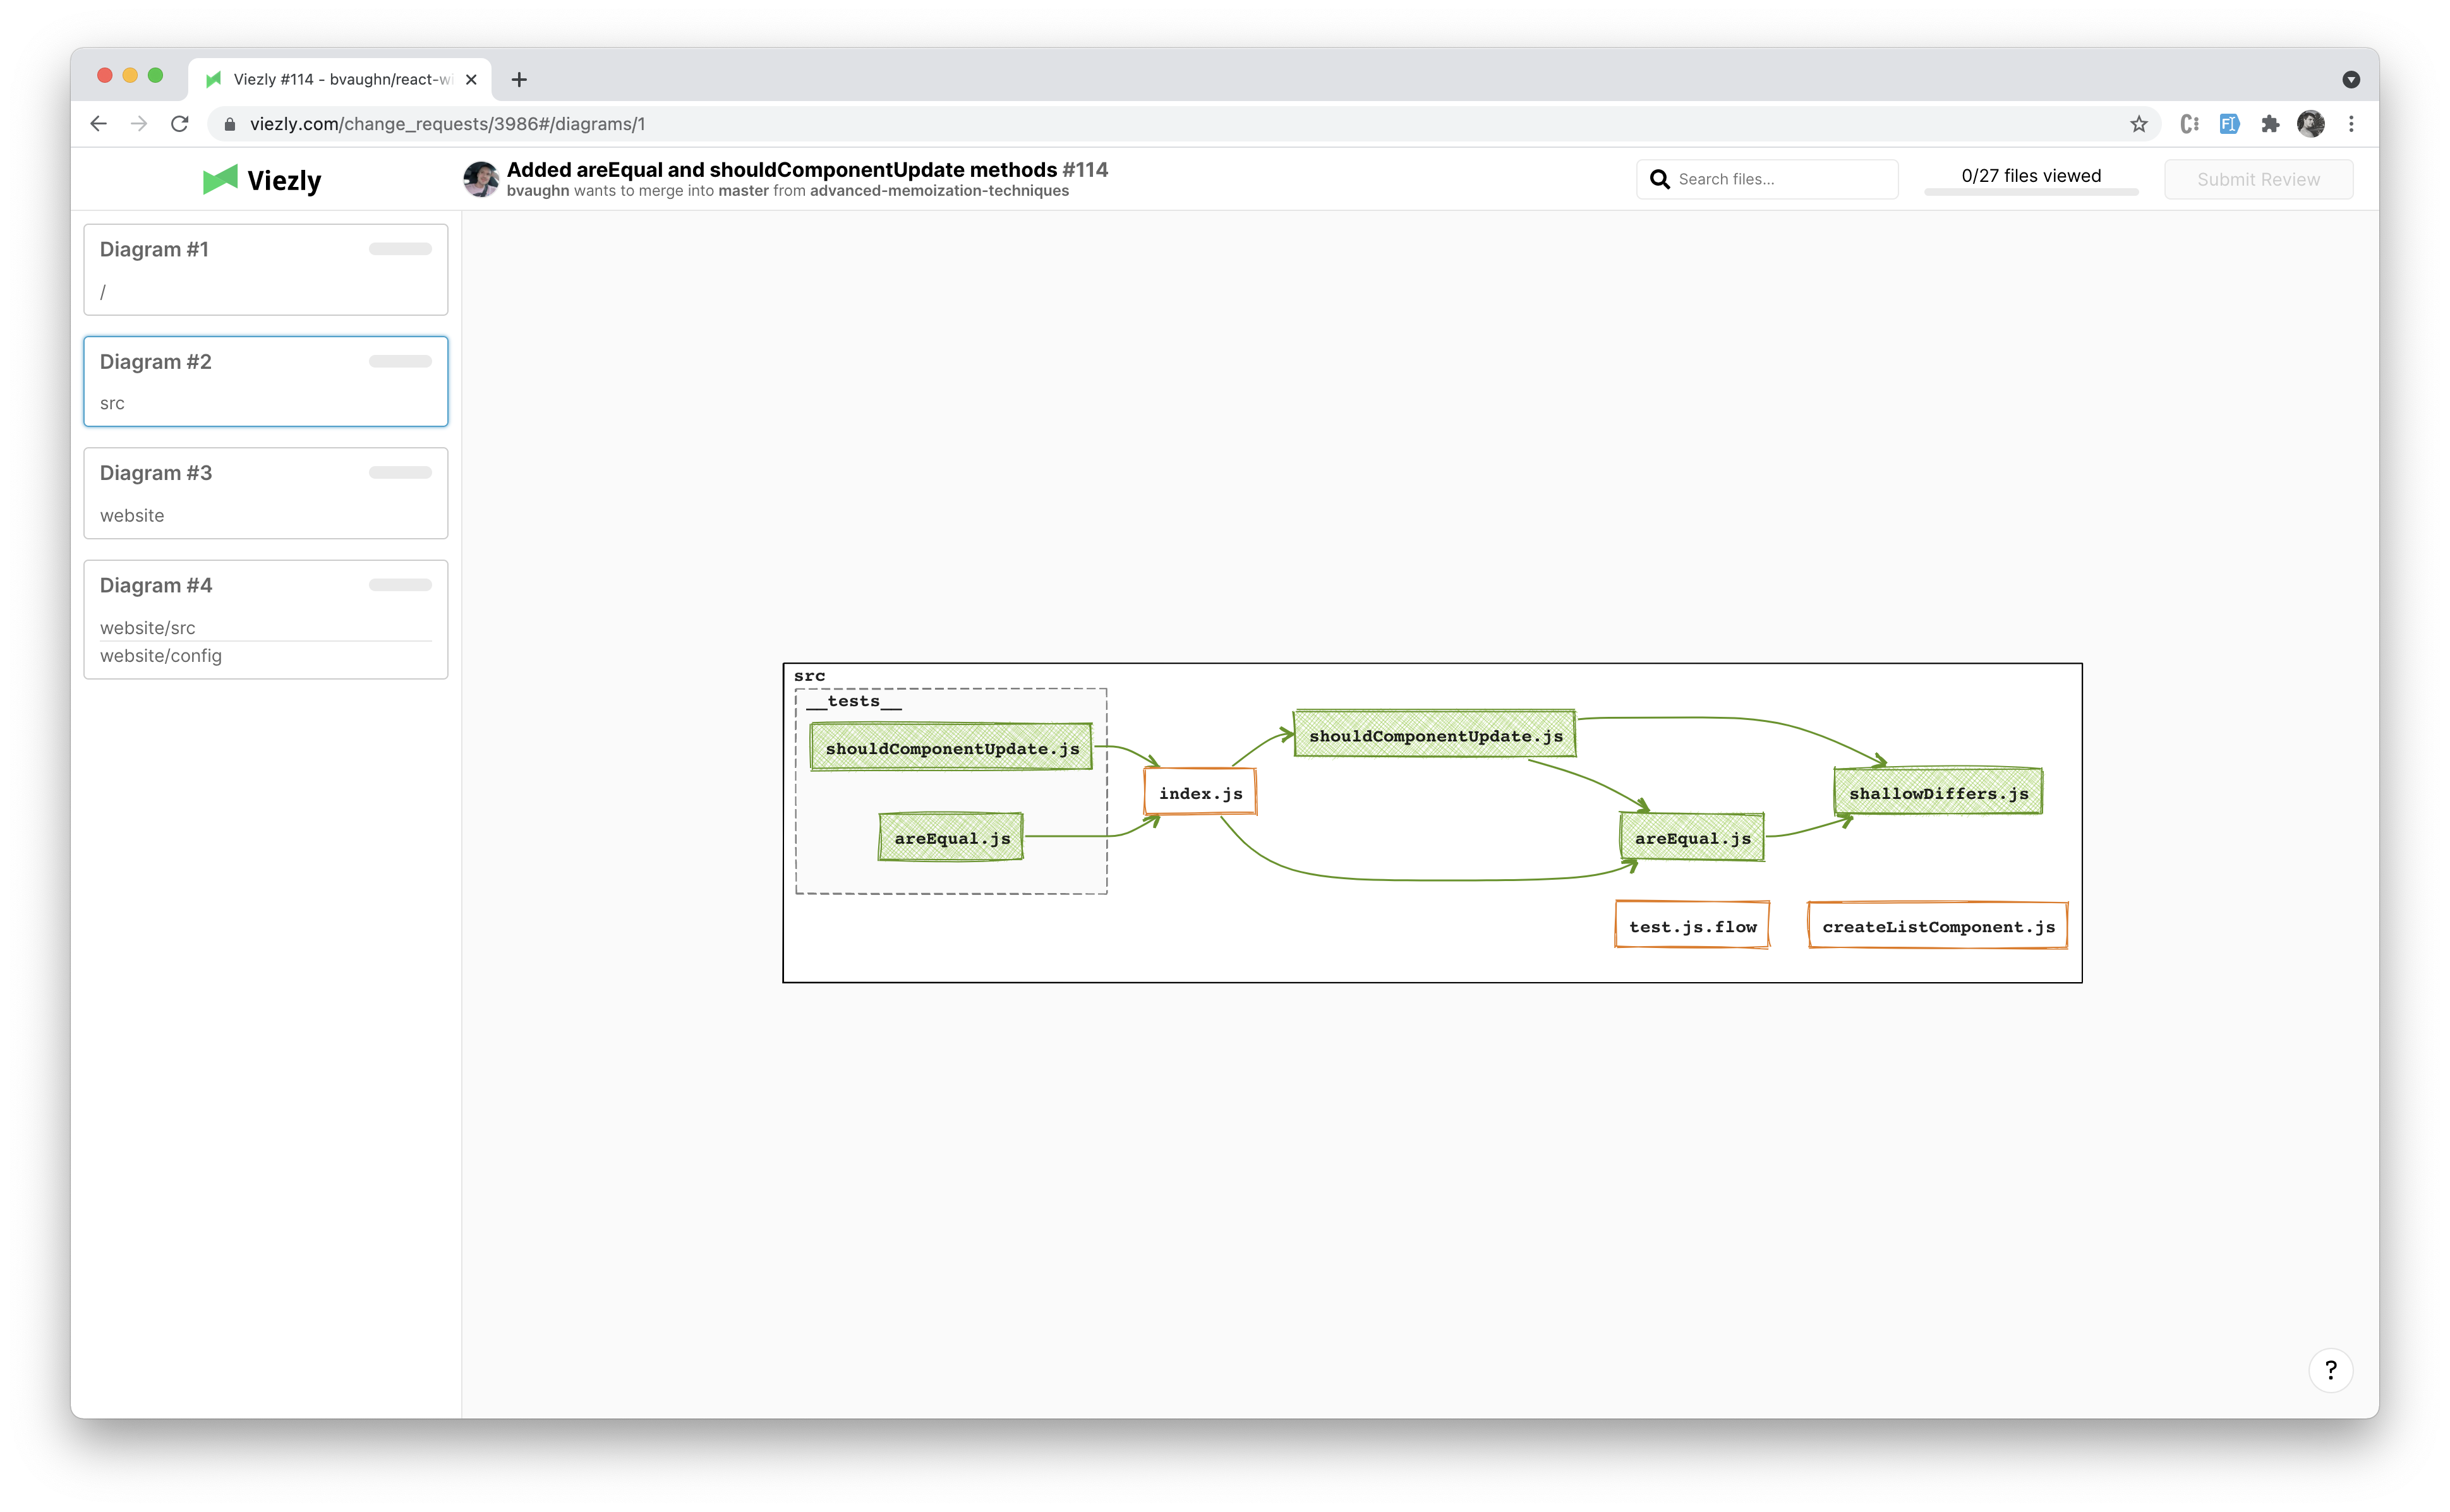 Viezly #114 - bvaughn/react-wi
viezly.com/change_requests/3986#/diagrams/1
Viezly
Added areEqual and shouldComponentUpdate methods #114
bvaughn wants to merge into master from advanced-memoization-techniques
Search files...
0/27 files viewed
Submit Review
Diagram #1
/
Diagram #2
src
Diagram #3
website
Diagram #4
website/src
website/config
src
__tests__
shouldComponentUpdate.js
areEqual.js
index.js
shouldComponentUpdate.js
areEqual.js
shallowDiffers.js
test.js.flow
createListComponent.js
?